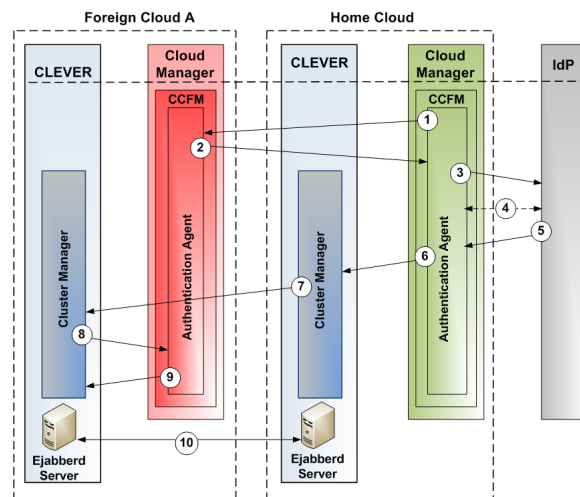 Foreign Cloud A
Home Cloud
CLEVER
Cloud
Manager
CLEVER
Cloud
Manager
IdP
CCFM
CCFM
1
2
3
4
5
6
7
8
9
10
Cluster Manager
Authentication Agent
Cluster Manager
Authentication Agent
Ejabberd
Server
Ejabberd
Server